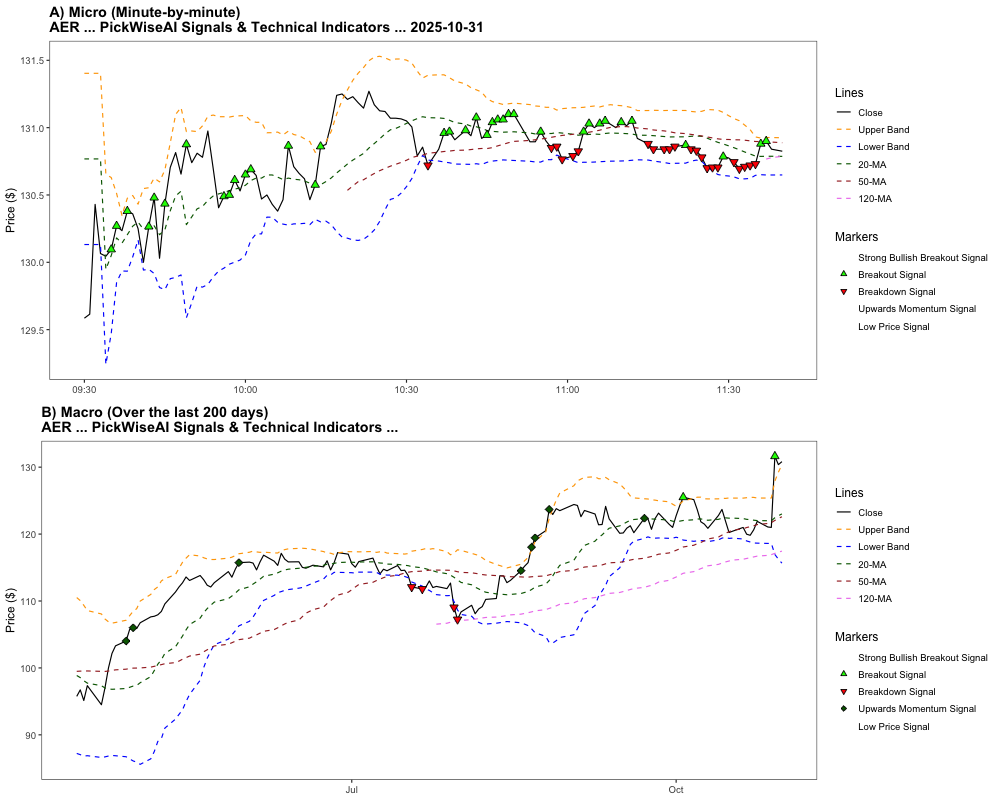 A) Micro (Minute-by-minute)
AER ... PickWiseAI Signals & Technical Indicators ... 2025-10-31
Price ($)
131.5
131.0
130.5
130.0
129.5
09:30
10:00
10:30
11:00
11:30
Lines
Close
Upper Band
Lower Band
20-MA
50-MA
120-MA
Markers
Strong Bullish Breakout Signal
Breakout Signal
Breakdown Signal
Upwards Momentum Signal
Low Price Signal
B) Macro (Over the last 200 days)
AER ... PickWiseAI Signals & Technical Indicators ...
Price ($)
130
120
110
100
90
Jul
Oct
Lines
Close
Upper Band
Lower Band
20-MA
50-MA
120-MA
Markers
Strong Bullish Breakout Signal
Breakout Signal
Breakdown Signal
Upwards Momentum Signal
Low Price Signal